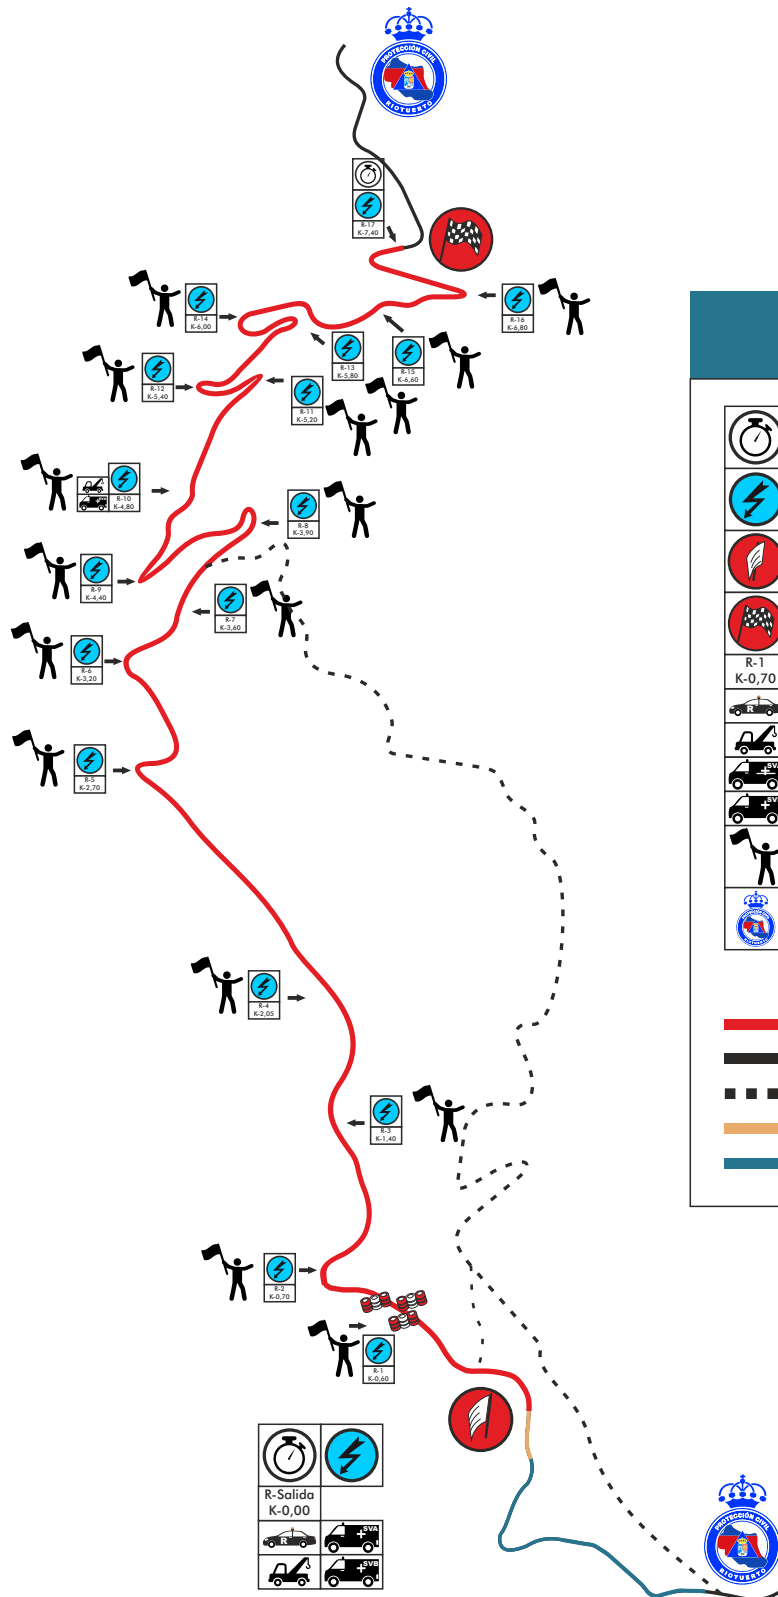 PROTECCIÓN CIVIL
RIOTUERTO
R-17
K-7,40
R-14
K-6,00
R-16
K-6,80
R-13
K-5,80
R-15
K-6,60
R-12
K-5,40
R-11
K-5,20
R-10
K-4,80
R-8
K-3,90
R-9
K-4,40
R-7
K-3,60
R-6
K-3,20
R-5
K-2,70
R-4
K-2,05
R-3
K-1,40
R-2
K-0,70
R-1
K-0,60
R-Salida
K-0,00
R
SVA
SVB
R-1
K-0,70
R
PROTECCIÓN CIVIL
RIOTUERTO